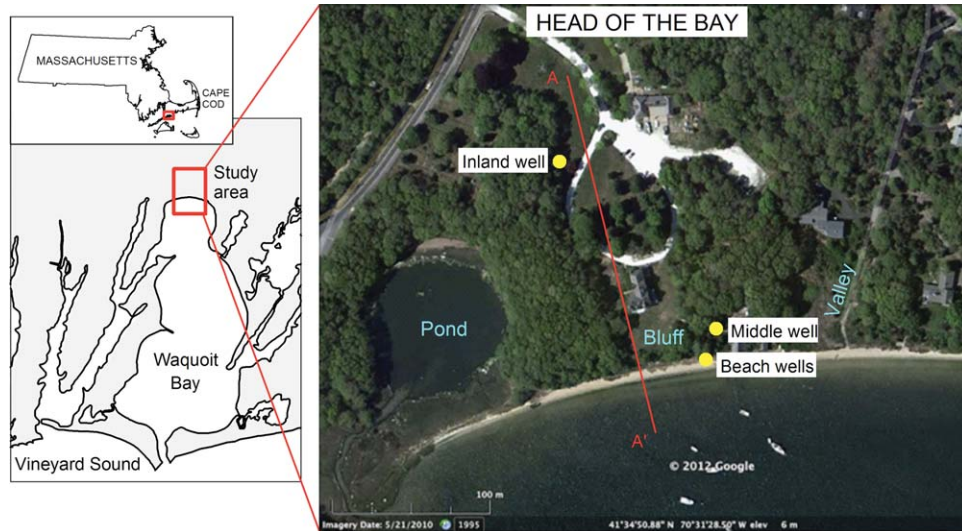 MASSACHUSETTS
CAPE
COD
Study
area
Waquoit
Bay
Vineyard Sound
HEAD OF THE BAY
A
Inland well
Pond
Bluff
Valley
Middle well
Beach wells
A'
© 2012 Google
100 m
Imagery Date: 5/21/2010 1995 41°34'50.88" N 70°31'28.50" W elev 6 m